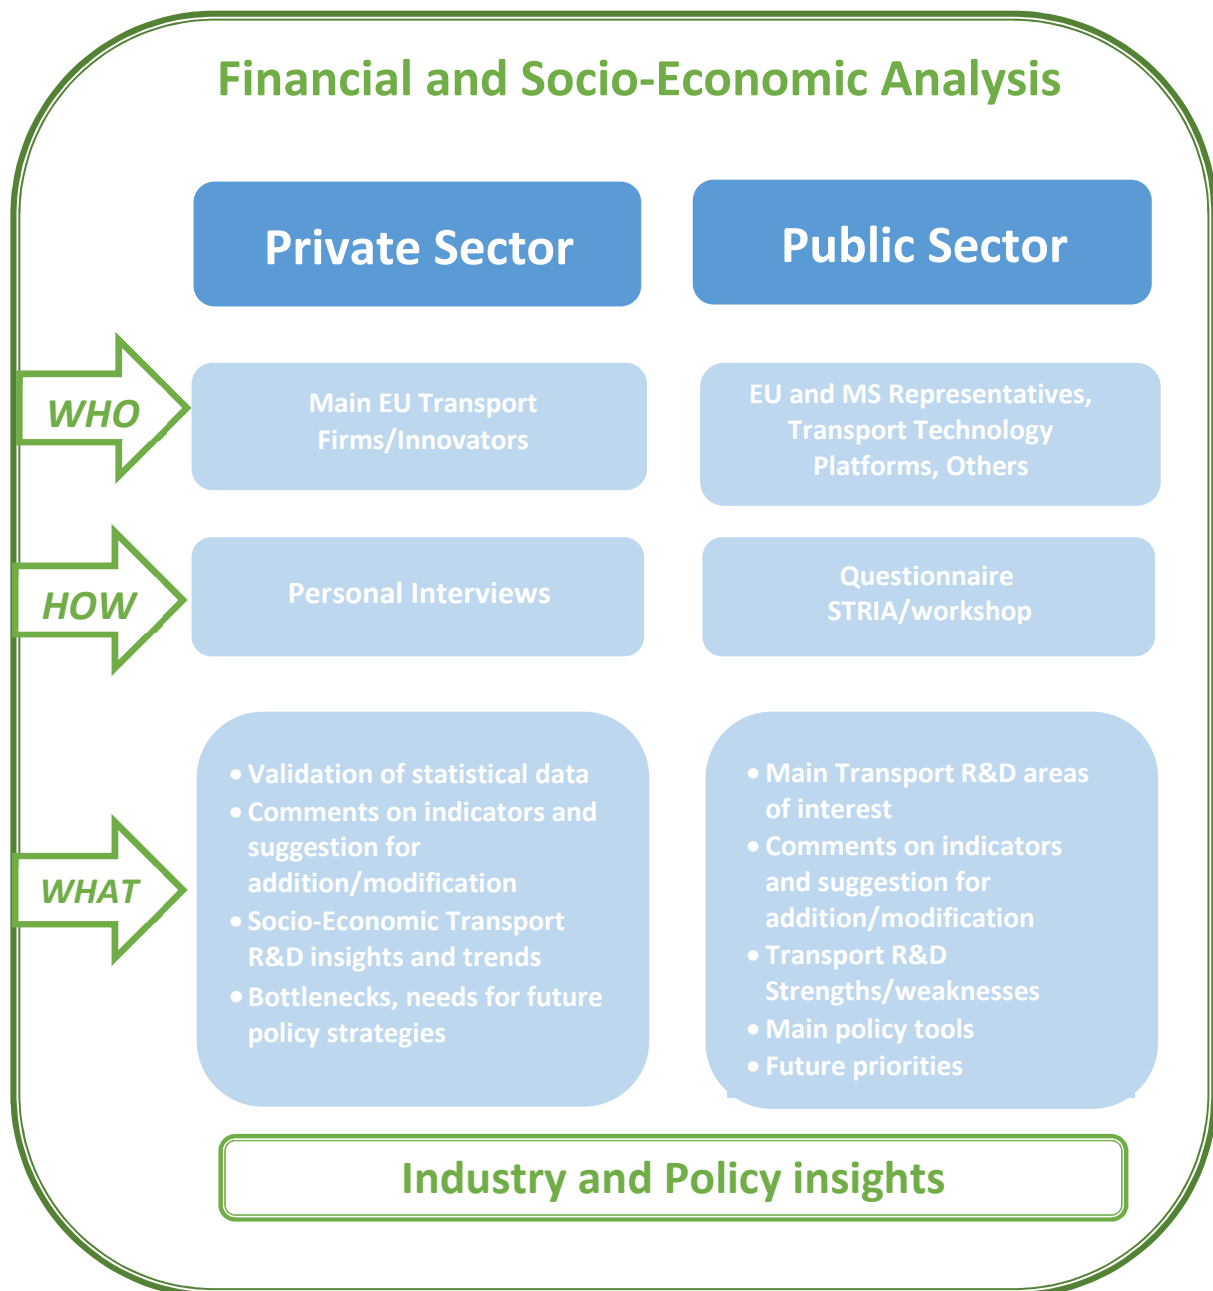 Financial and Socio-Economic Analysis
Private Sector
Public Sector
WHO
Main EU Transport
Firms/Innovators
EU and MS Representatives,
Transport Technology
Platforms, Others
HOW
Personal Interviews
Questionnaire
STRIA/workshop
WHAT
• Validation of statistical data
• Comments on indicators and
suggestion for
addition/modification
• Socio-Economic Transport
R&D insights and trends
• Bottlenecks, needs for future
policy strategies
• Main Transport R&D areas
of interest
• Comments on indicators
and suggestion for
addition/modification
• Transport R&D
Strengths/weaknesses
• Main policy tools
• Future priorities
Industry and Policy insights